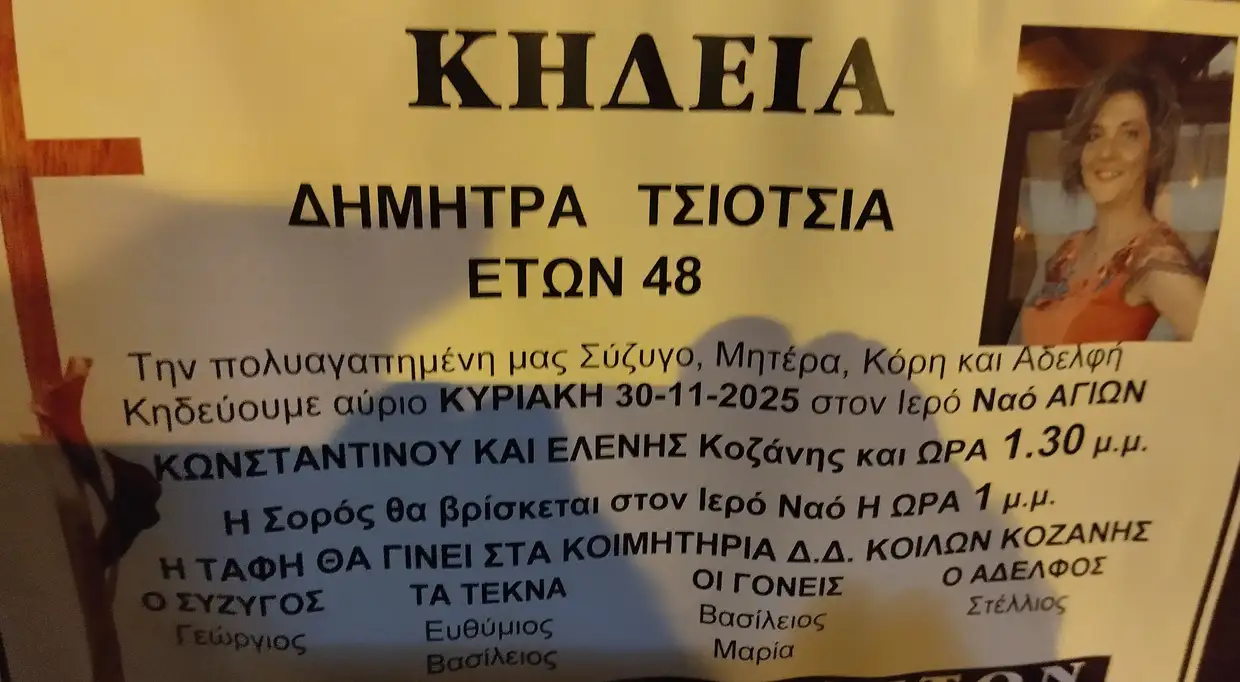 ΚΗΔΕΙΑ
ΔΗΜΗΤΡΑ ΤΣΙΟΤΣΙΑ
ΕΤΩΝ 48
Την πολυαγαπημένη μας Σύζυγο, Μητέρα, Κόρη και Αδελφή
Κηδεύουμε αύριο ΚΥΡΙΑΚΗ 30-11-2025 στον Ιερό Ναό ΑΓΙΩΝ
ΚΩΝΣΤΑΝΤΙΝΟΥ ΚΑΙ ΕΛΕΝΗΣ Κοζάνης και ΩΡΑ 1.30 μ.μ.
Η Σορός θα βρίσκεται στον Ιερό Ναό Η ΩΡΑ 1 μ.μ.
Η ΤΑΦΗ ΘΑ ΓΙΝΕΙ ΣΤΑ ΚΟΙΜΗΤΗΡΙΑ Δ.Δ. ΚΟΙΛΩΝ ΚΟΖΑΝΗΣ
Ο ΣΥΖΥΓΟΣ ΤΑ ΤΕΚΝΑ ΟΙ ΓΟΝΕΙΣ Ο ΑΔΕΛΦΟΣ
Γεώργιος Ευθύμιος Βασίλειος Στέλλιος
Βασίλειος Μαρία